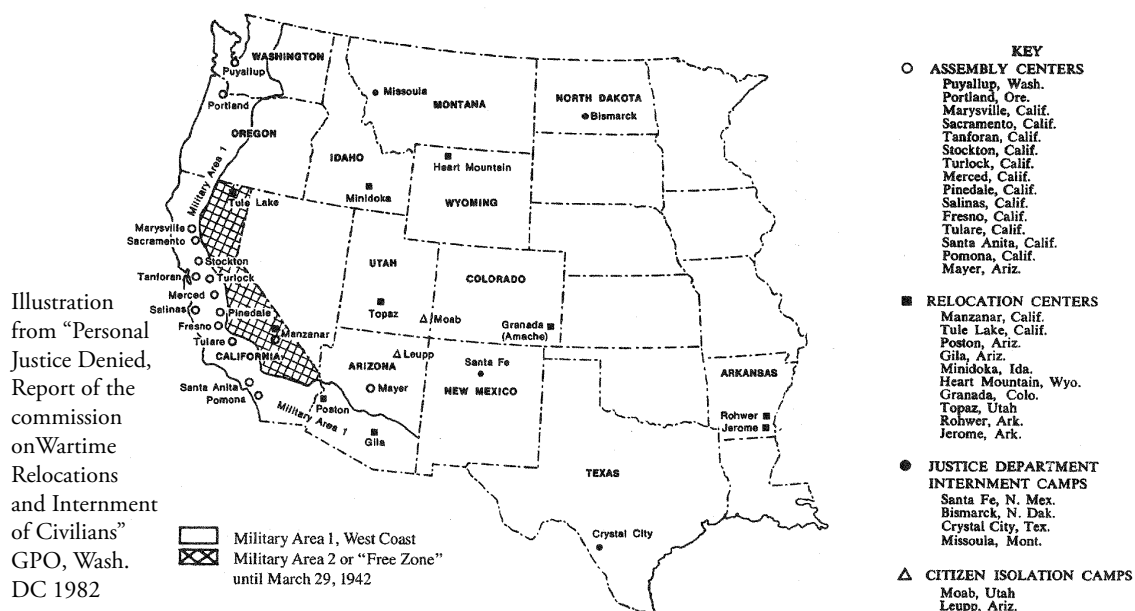 WASHINGTON
Puyallup
Portland
OREGON
Military Area 1
Missoula
MONTANA
NORTH DAKOTA
Bismarck
IDAHO
Heart Mountain
Minidoka
WYOMING
Tule Lake
Marysville
Sacramento
Stockton
Tanforan
Turlock
Merced
Salinas
Pinedale
Fresno
Manzanar
Tulare
CALIFORNIA
UTAH
Topaz
Moab
COLORADO
Granada
(Amache)
Leupp
ARIZONA
Mayer
Santa Fe
NEW MEXICO
Santa Anita
Pomona
Military Area 1
Poston
Gila
ARKANSAS
Rohwer
Jerome
TEXAS
Crystal City
Illustration
from “Personal
Justice Denied,
Report of the
commission
onWartime
Relocations
and Internment
of Civilians”
GPO, Wash.
DC 1982
Military Area 1, West Coast
Military Area 2 or “Free Zone”
until March 29, 1942
KEY
ASSEMBLY CENTERS
Puyallup, Wash.
Portland, Ore.
Marysville, Calif.
Sacramento, Calif.
Tanforan, Calif.
Stockton, Calif.
Turlock, Calif.
Merced, Calif.
Pinedale, Calif.
Salinas, Calif.
Fresno, Calif.
Tulare, Calif.
Santa Anita, Calif.
Pomona, Calif.
Mayer, Ariz.
RELOCATION CENTERS
Manzanar, Calif.
Tule Lake, Calif.
Poston, Ariz.
Gila, Ariz.
Minidoka, Ida.
Heart Mountain, Wyo.
Granada, Colo.
Topaz, Utah
Rohwer, Ark.
Jerome, Ark.
JUSTICE DEPARTMENT
INTERNMENT CAMPS
Santa Fe, N. Mex.
Bismarck, N. Dak.
Crystal City, Tex.
Missoula, Mont.
CITIZEN ISOLATION CAMPS
Moab, Utah
Leupp, Ariz.